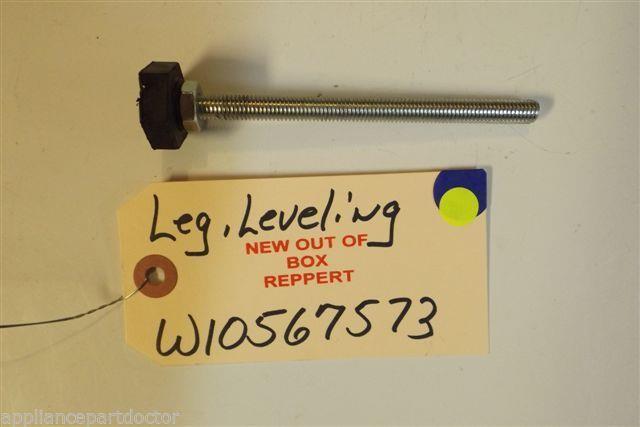 Leg, Leveling
NEW OUT OF
BOX
REPPERT
W10567573
appliancepartdoctor